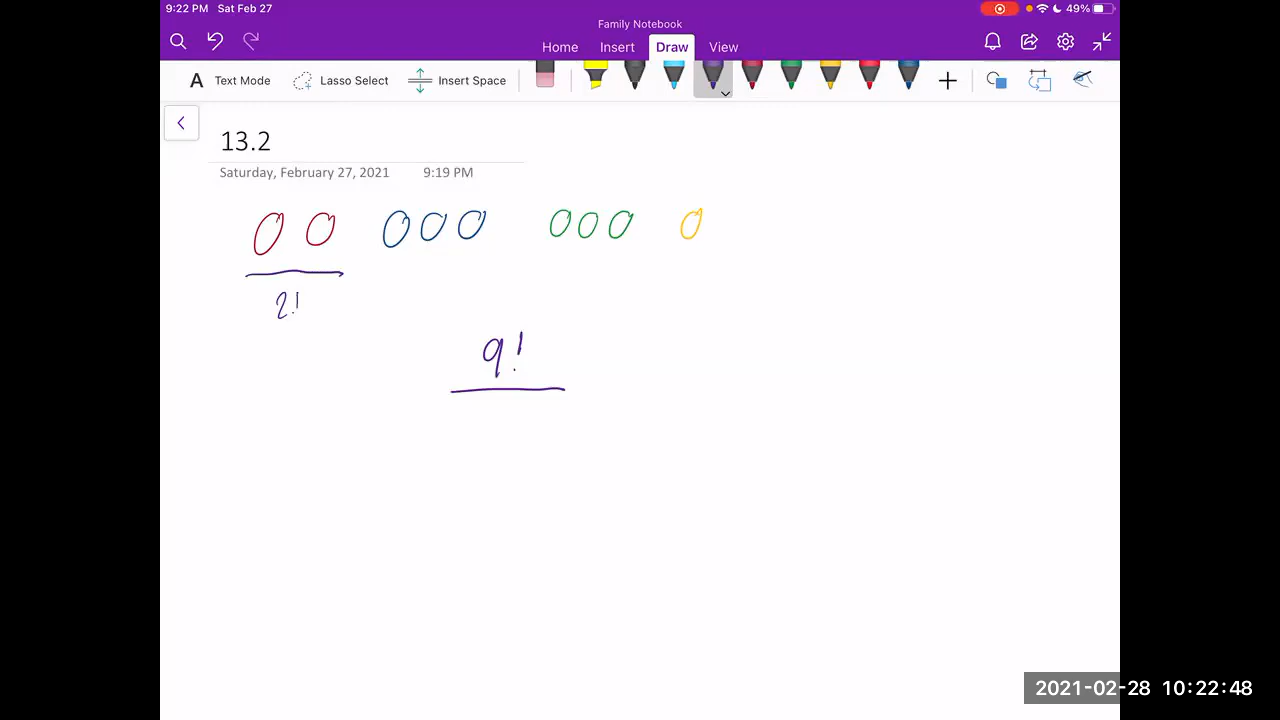 9:22 PM Sat Feb 27
49%
Family Notebook
Home Insert Draw View
A Text Mode Lasso Select Insert Space
13.2
Saturday, February 27, 2021 9:19 PM
2!
9!
2021-02-28 10:22:48